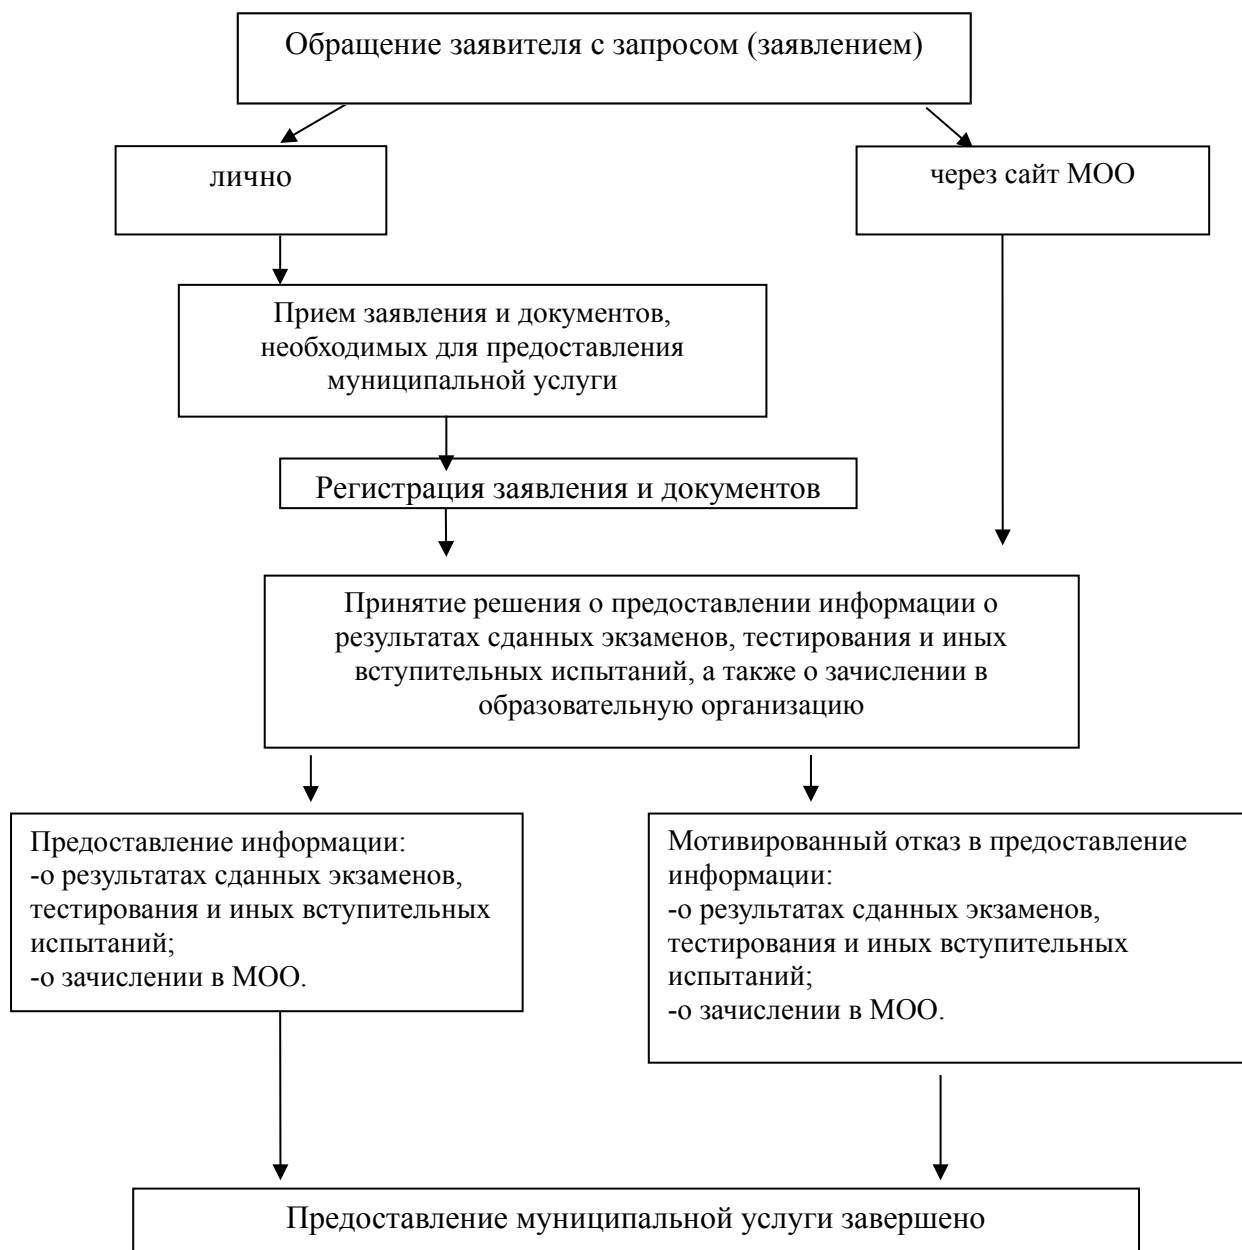 Обращение заявителя с запросом (заявлением)
лично
через сайт МОО
Прием заявления и документов,
необходимых для предоставления
муниципальной услуги
Регистрация заявления и документов
Принятие решения о предоставлении информации о
результатах сданных экзаменов, тестирования и иных
вступительных испытаний, а также о зачислении в
образовательную организацию
Предоставление информации:
-о результатах сданных экзаменов,
тестирования и иных вступительных
испытаний;
-о зачислении в МОО.
Мотивированный отказ в предоставление
информации:
-о результатах сданных экзаменов,
тестирования и иных вступительных
испытаний;
-о зачислении в МОО.
Предоставление муниципальной услуги завершено